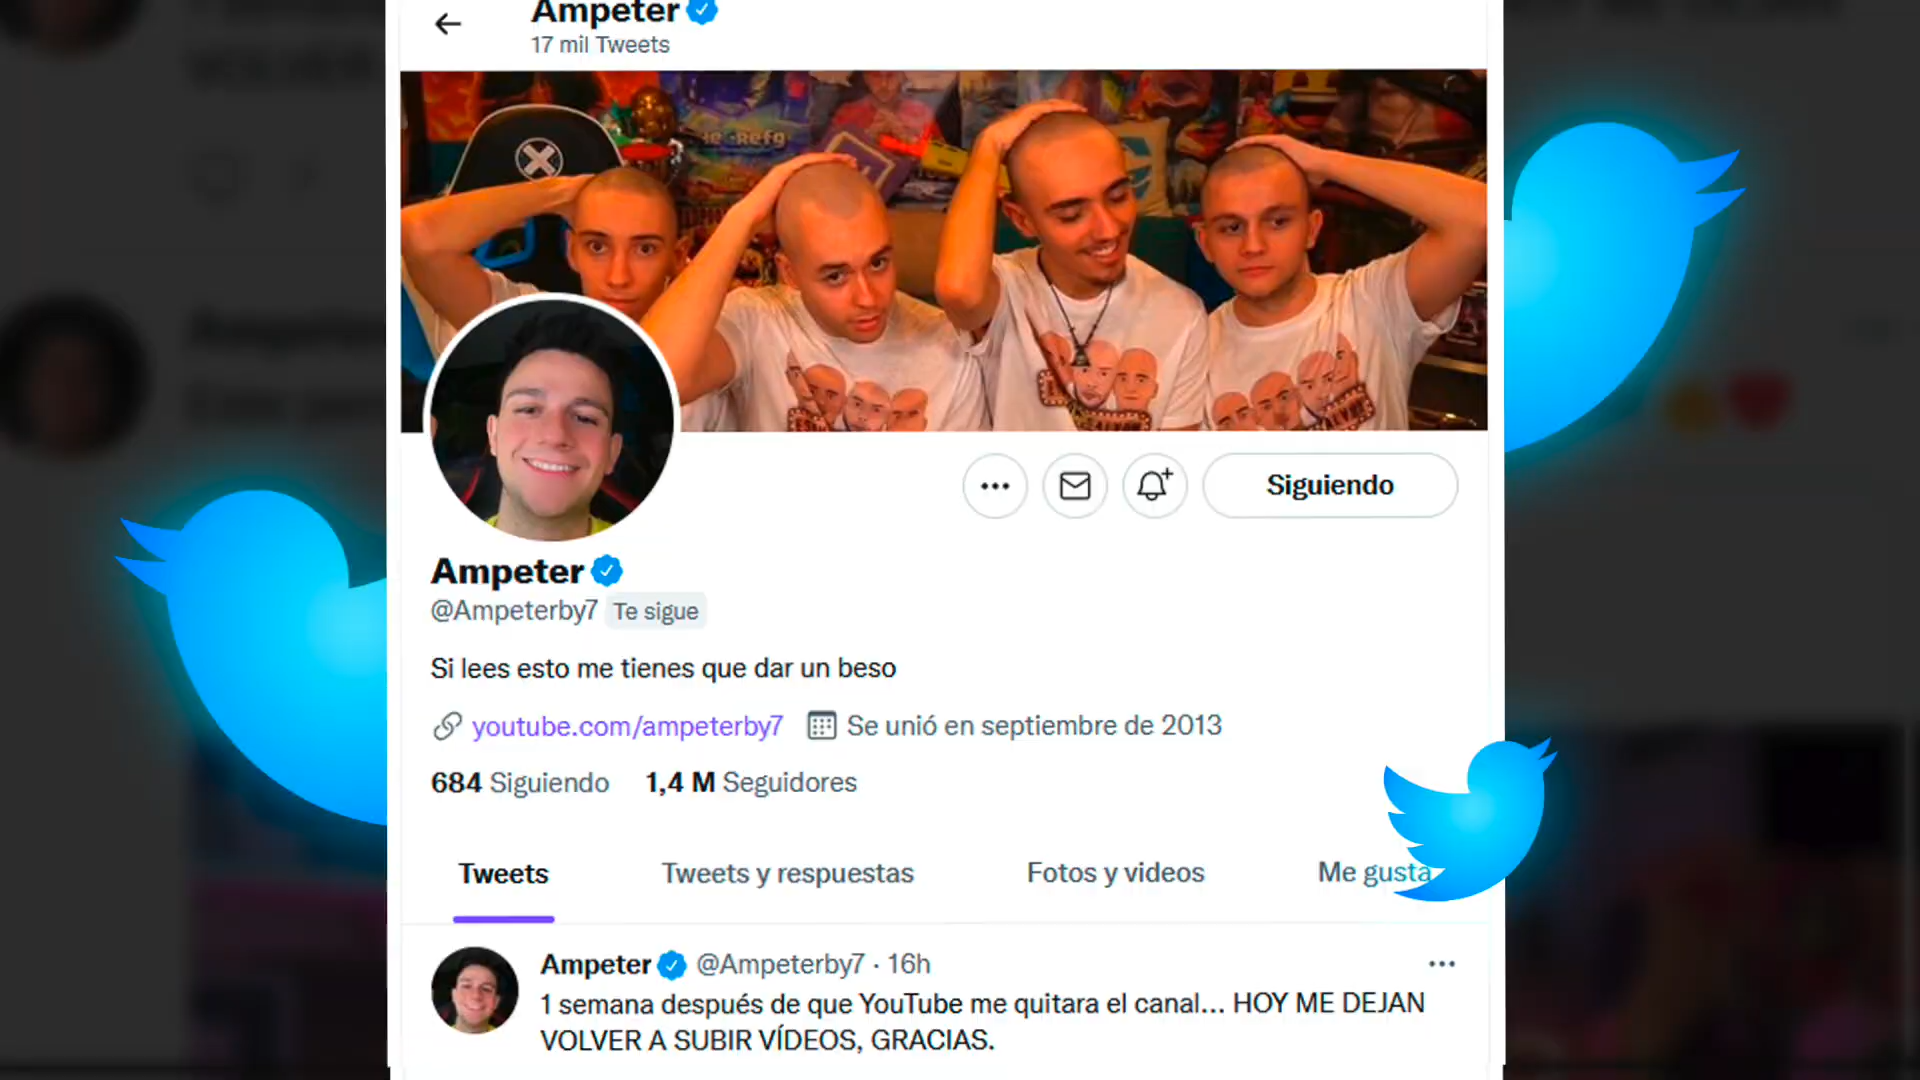 Ampeter
17 mil Tweets
Siguiendo
Ampeter
@Ampeterby7 Te sigue
Si lees esto me tienes que dar un beso
youtube.com/ampeterby7 Se unió en septiembre de 2013
684 Siguiendo 1,4 M Seguidores
Tweets Tweets y respuestas Fotos y videos Me gusta
Ampeter @Ampeterby7 · 16h
1 semana después de que YouTube me quitara el canal... HOY ME DEJAN
VOLVER A SUBIR VÍDEOS, GRACIAS.